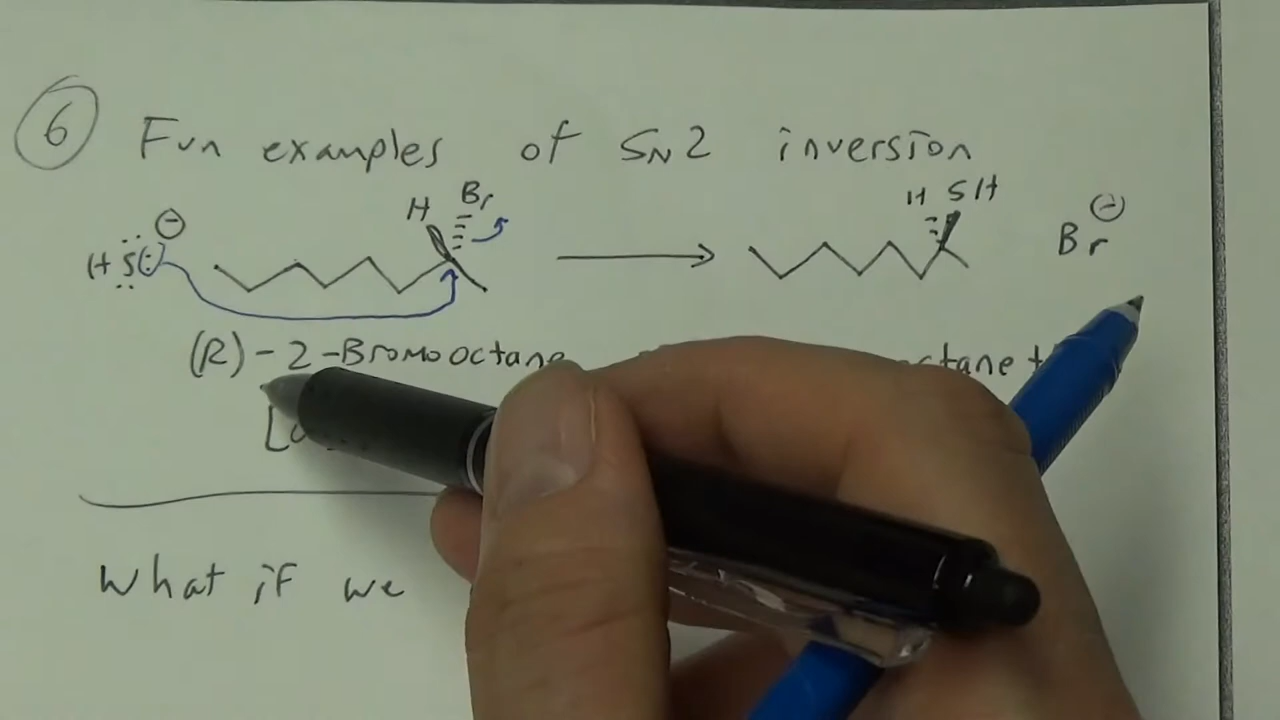 6 Fun examples of SN2 inversion
H Br H SH
⊖ HS: Br ⊖
(R)-2-Bromooctane
What if we